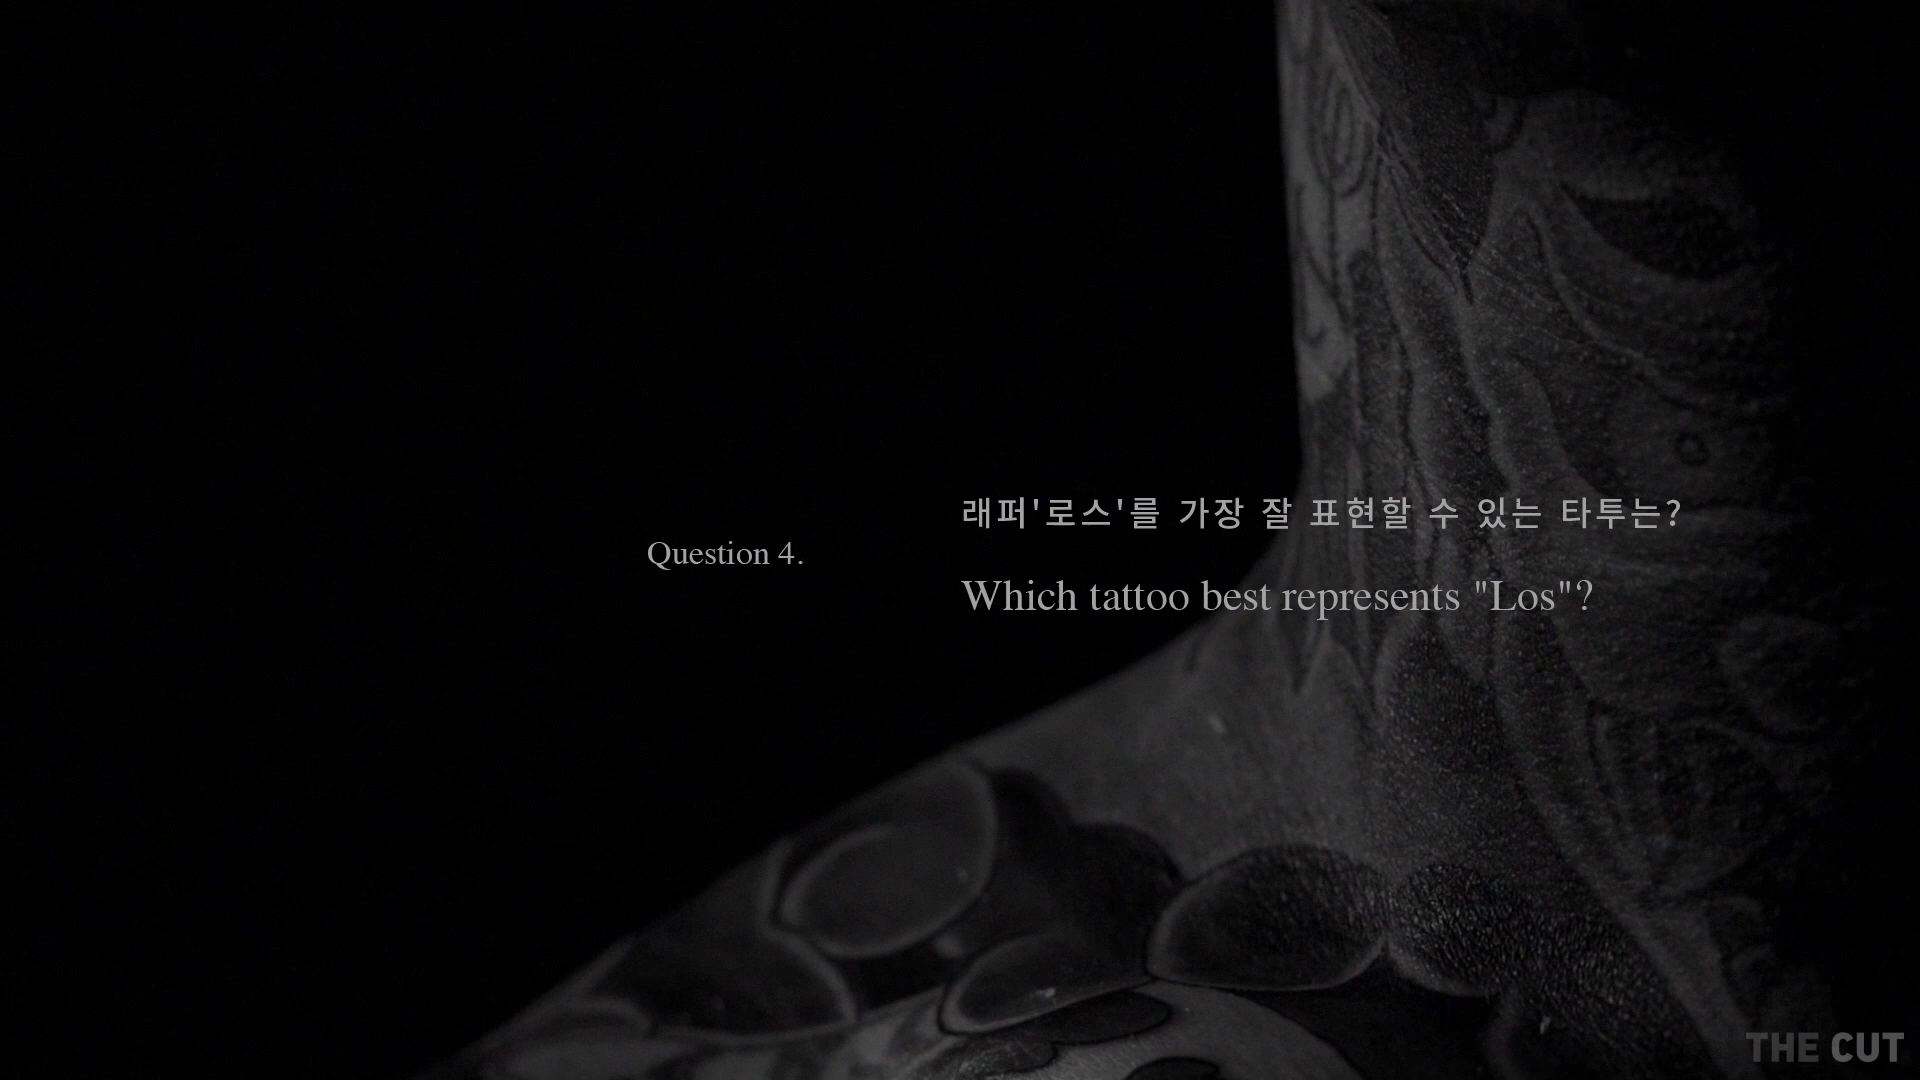 Question 4.
래퍼'로스'를 가장 잘 표현할 수 있는 타투는?
Which tattoo best represents "Los"?
THE CUT